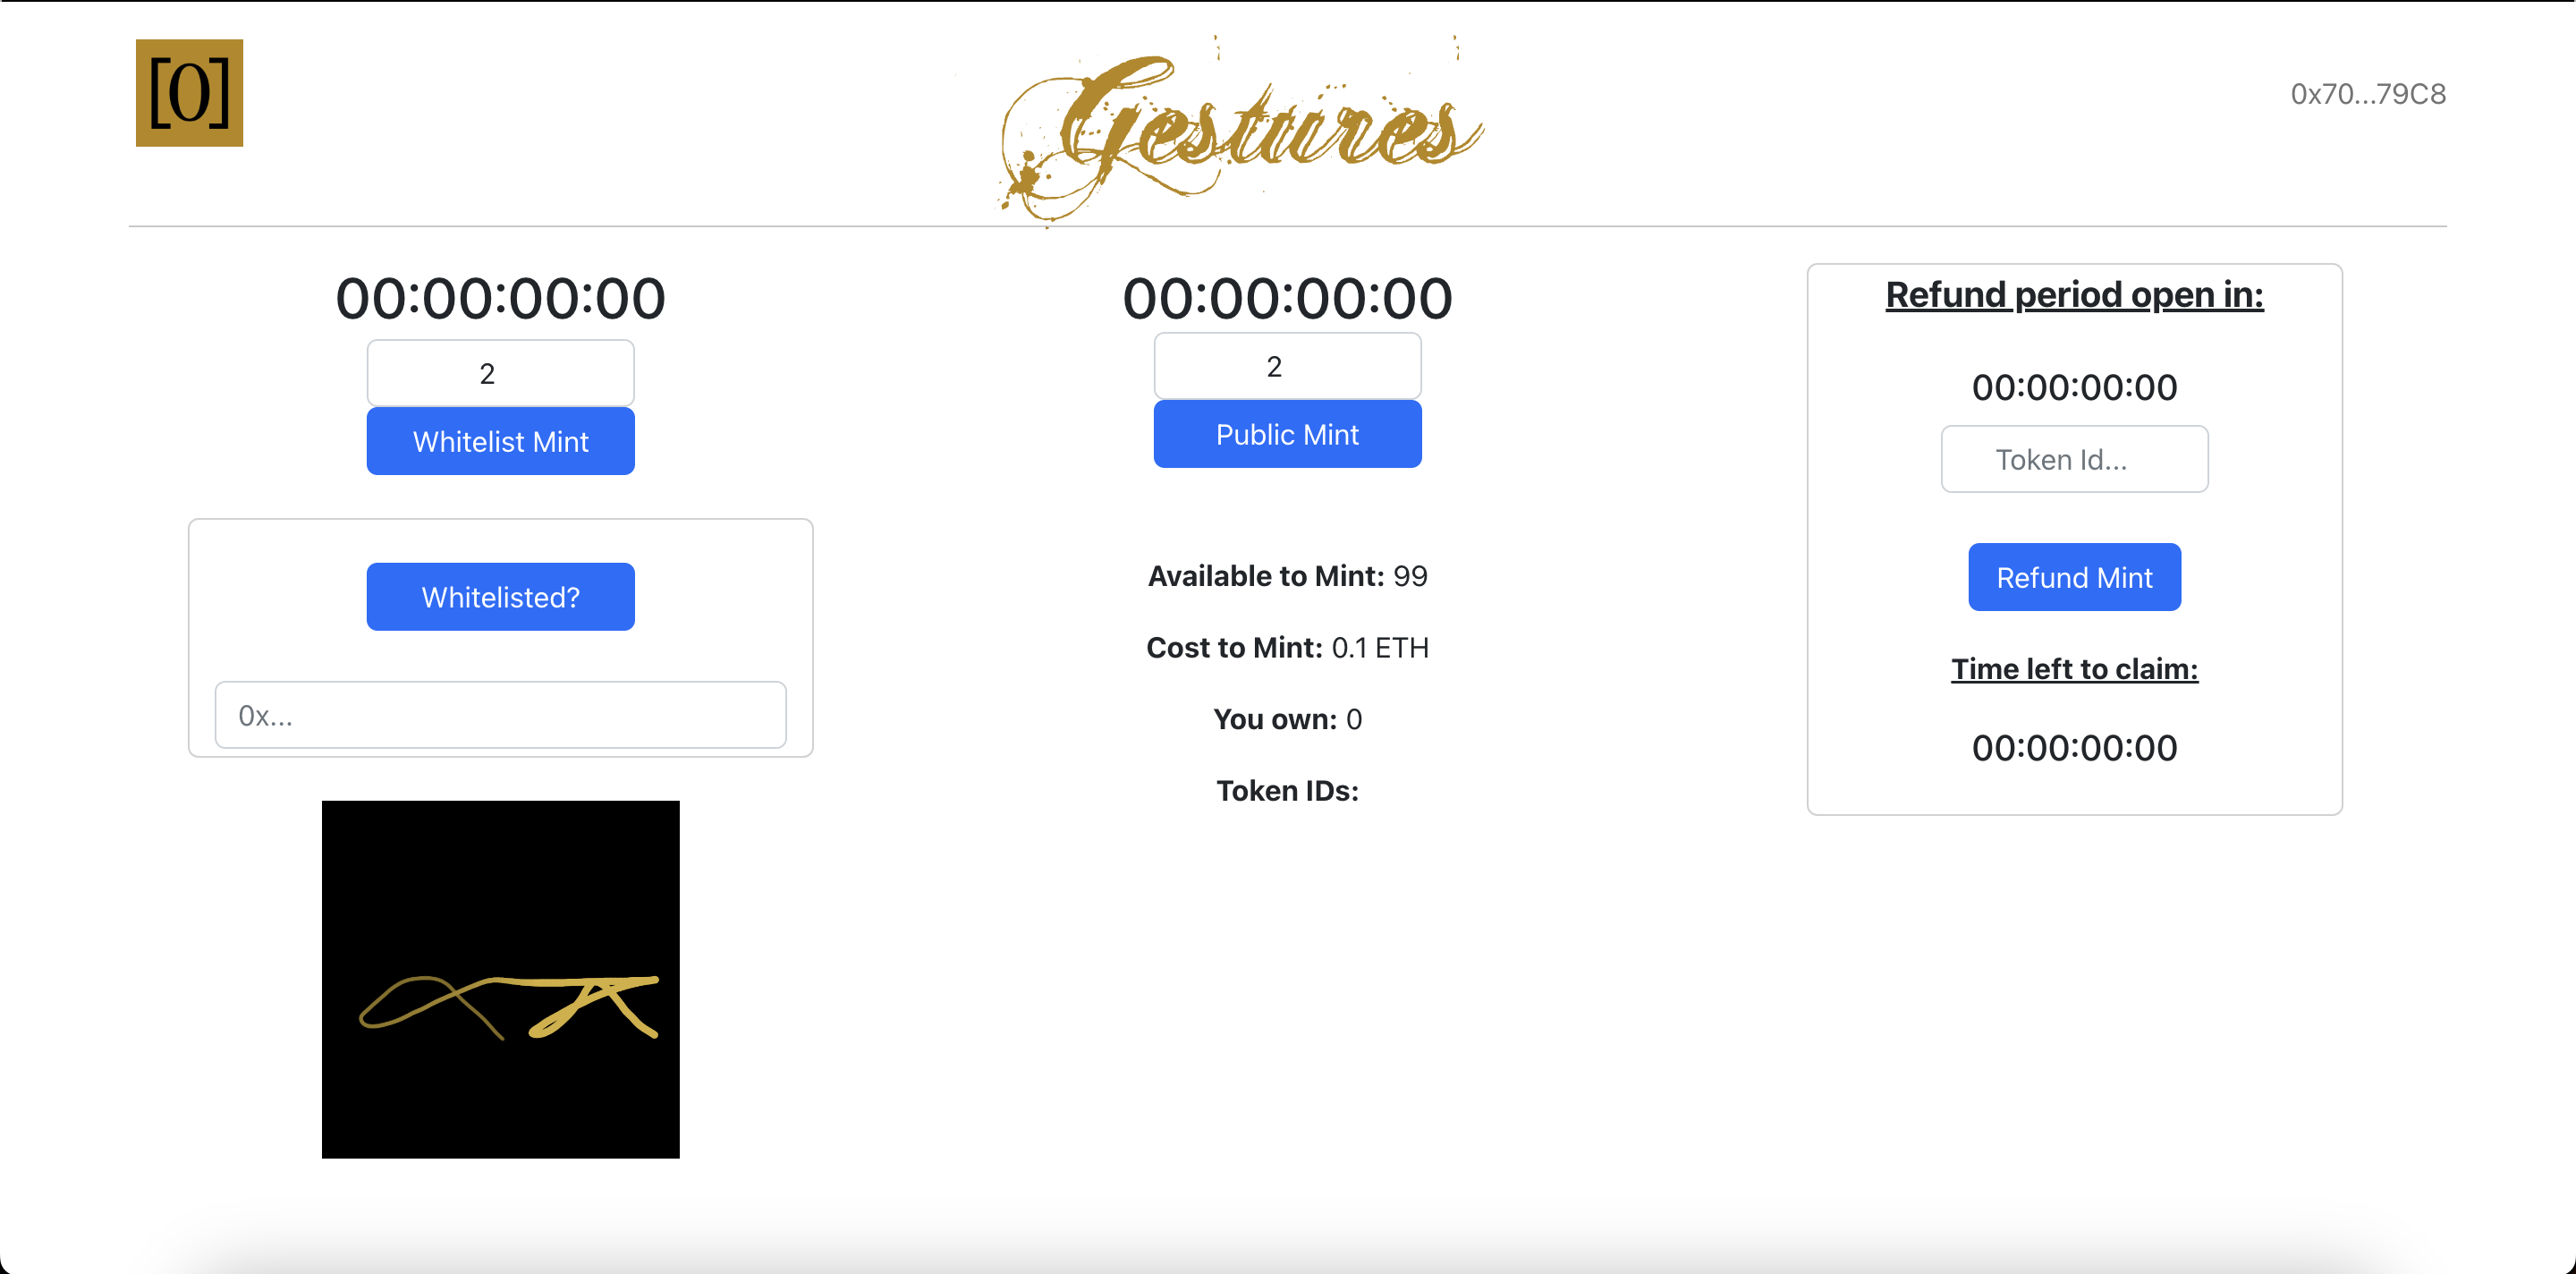 [0]
Gestures
0x70...79C8
00:00:00:00
2
Whitelist Mint
Whitelisted?
0x...
00:00:00:00
2
Public Mint
Available to Mint: 99
Cost to Mint: 0.1 ETH
You own: 0
Token IDs:
Refund period open in:
00:00:00:00
Token Id...
Refund Mint
Time left to claim:
00:00:00:00